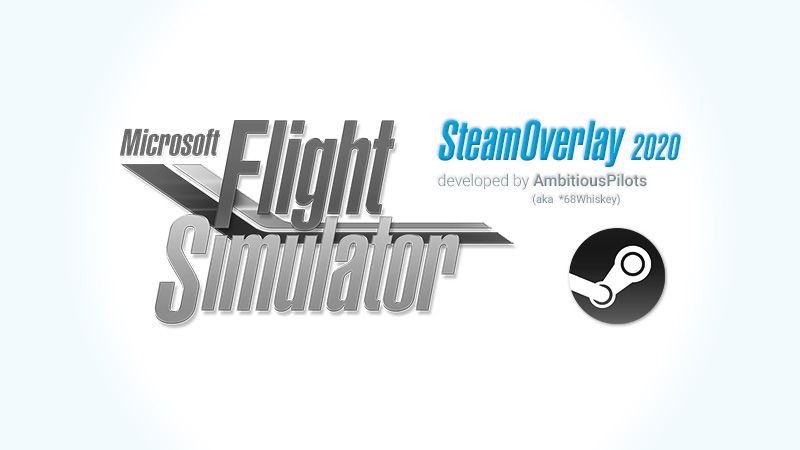 Microsoft
Flight
Simulator
SteamOverlay 2020
developed by AmbitiousPilots
(aka *68Whiskey)